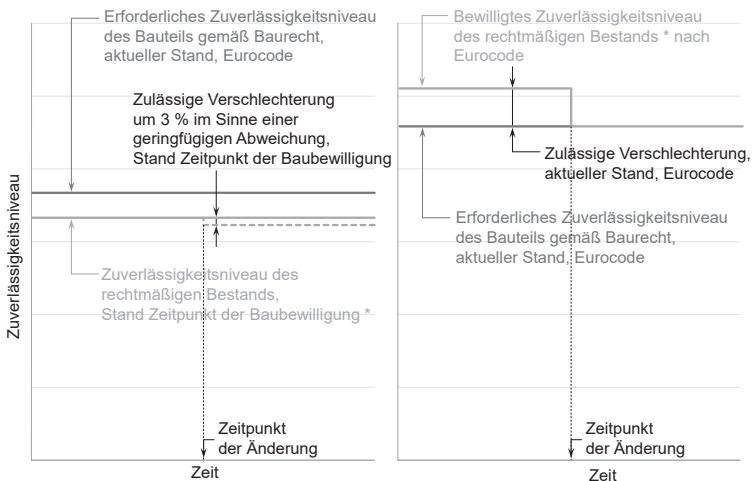 Erforderliches Zuverlässigkeitsniveau
des Bauteils gemäß Baurecht,
aktueller Stand, Eurocode
Zulässige Verschlechterung
um 3 % im Sinne einer
geringfügigen Abweichung,
Stand Zeitpunkt der Baubewilligung
Zuverlässigkeitsniveau des
rechtmäßigen Bestands,
Stand Zeitpunkt der Baubewilligung *
Zeitpunkt
der Änderung
Zeit
Zuverlässigkeitsniveau
Bewilligtes Zuverlässigkeitsniveau
des rechtmäßigen Bestands * nach
Eurocode
Zulässige Verschlechterung,
aktueller Stand, Eurocode
Erforderliches Zuverlässigkeitsniveau
des Bauteils gemäß Baurecht,
aktueller Stand, Eurocode
Zeitpunkt
der Änderung
Zeit